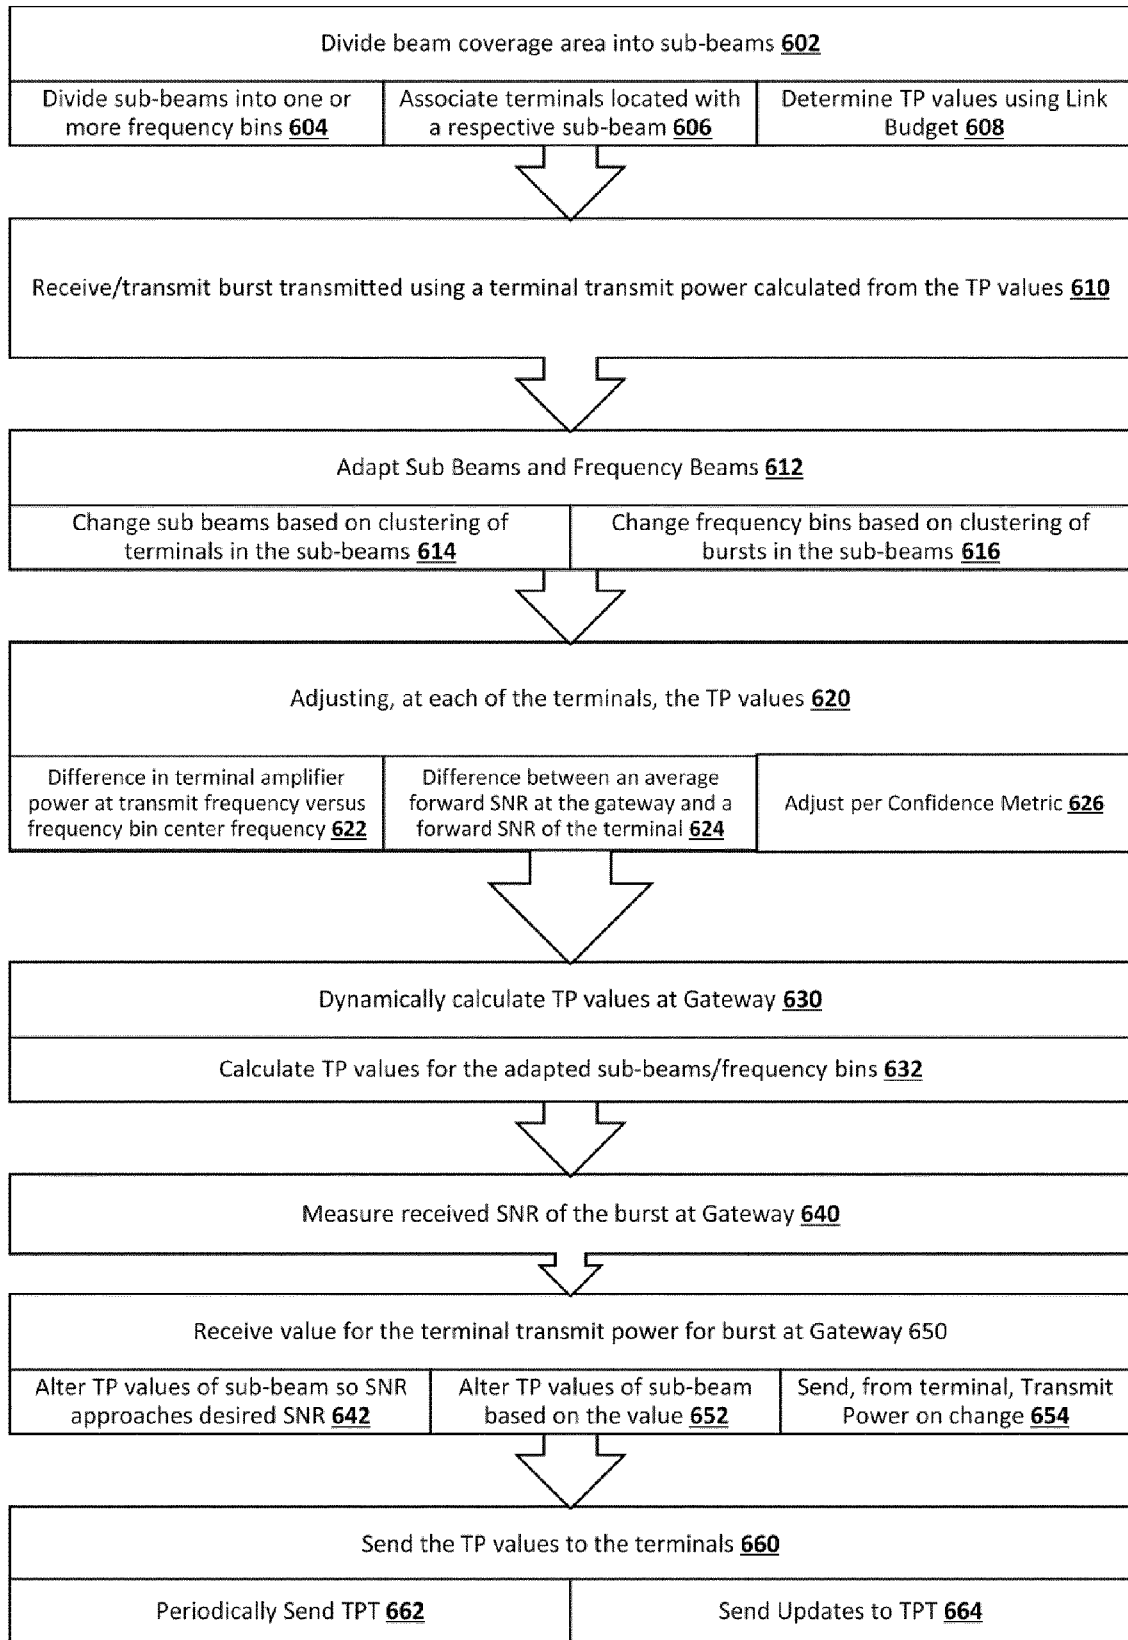 Divide beam coverage area into sub-beams 602
Divide sub-beams into one or
more frequency bins 604
Associate terminals located with
a respective sub-beam 606
Determine TP values using Link
Budget 608
Receive/transmit burst transmitted using a terminal transmit power calculated from the TP values 610
Adapt Sub Beams and Frequency Beams 612
Change sub beams based on clustering of
terminals in the sub-beams 614
Change frequency bins based on clustering of
bursts in the sub-beams 616
Adjusting, at each of the terminals, the TP values 620
Difference in terminal amplifier
power at transmit frequency versus
frequency bin center frequency 622
Difference between an average
forward SNR at the gateway and a
forward SNR of the terminal 624
Adjust per Confidence Metric 626
Dynamically calculate TP values at Gateway 630
Calculate TP values for the adapted sub-beams/frequency bins 632
Measure received SNR of the burst at Gateway 640
Receive value for the terminal transmit power for burst at Gateway 650
Alter TP values of sub-beam so SNR
approaches desired SNR 642
Alter TP values of sub-beam
based on the value 652
Send, from terminal, Transmit
Power on change 654
Send the TP values to the terminals 660
Periodically Send TPT 662
Send Updates to TPT 664